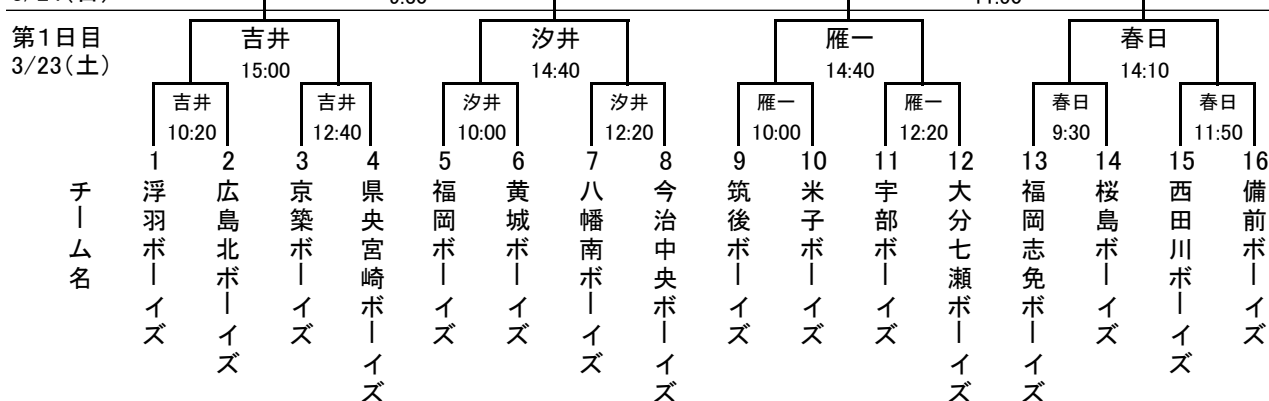 第1日目
3/23(土)
吉井
15:00
汐井
14:40
雁一
14:40
春日
14:10
吉井
10:20
吉井
12:40
汐井
10:00
汐井
12:20
雁一
10:00
雁一
12:20
春日
9:30
春日
11:50
1 2 3 4 5 6 7 8 9 10 11 12 13 14 15 16
チーム名
浮羽ボーイズ
広島北ボーイズ
京築ボーイズ
県央宮崎ボーイズ
福岡ボーイズ
黄城ボーイズ
八幡南ボーイズ
今治中央ボーイズ
筑後ボーイズ
米子ボーイズ
宇部ボーイズ
大分七瀬ボーイズ
福岡志免ボーイズ
桜島ボーイズ
西田川ボーイズ
備前ボーイズ